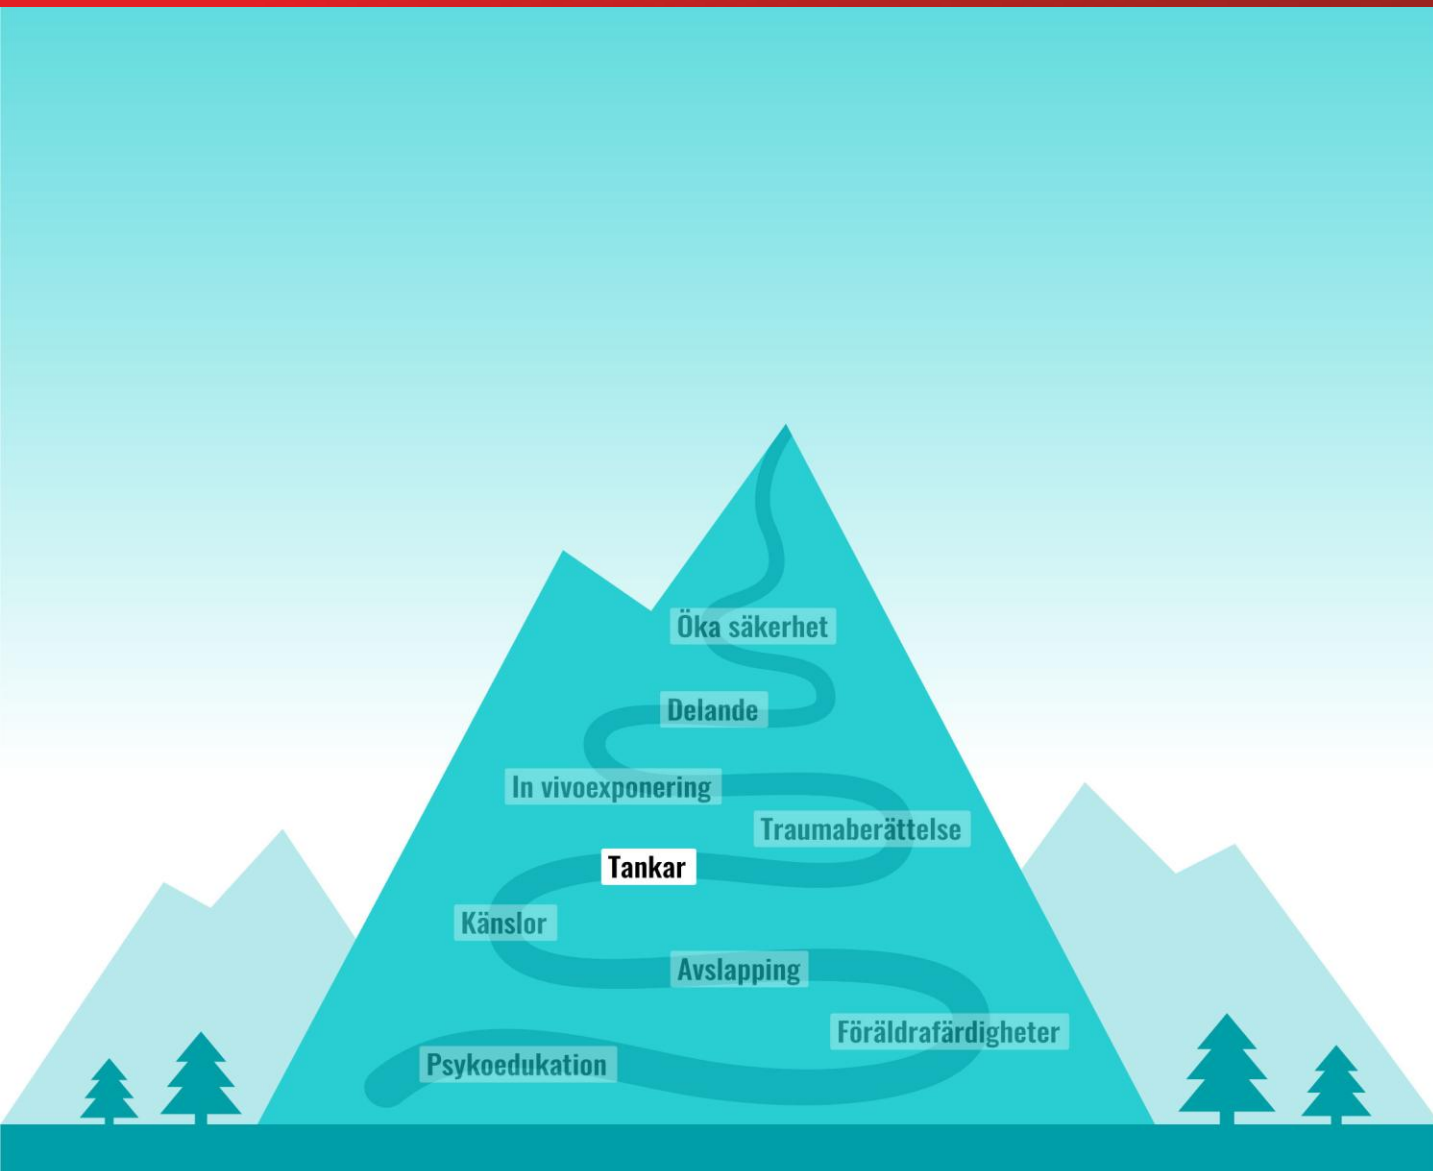 Öka säkerhet
Delande
In vivoexponering
Traumaberättelse
Tankar
Känslor
Avslapping
Föräldrafärdigheter
Psykoedukation